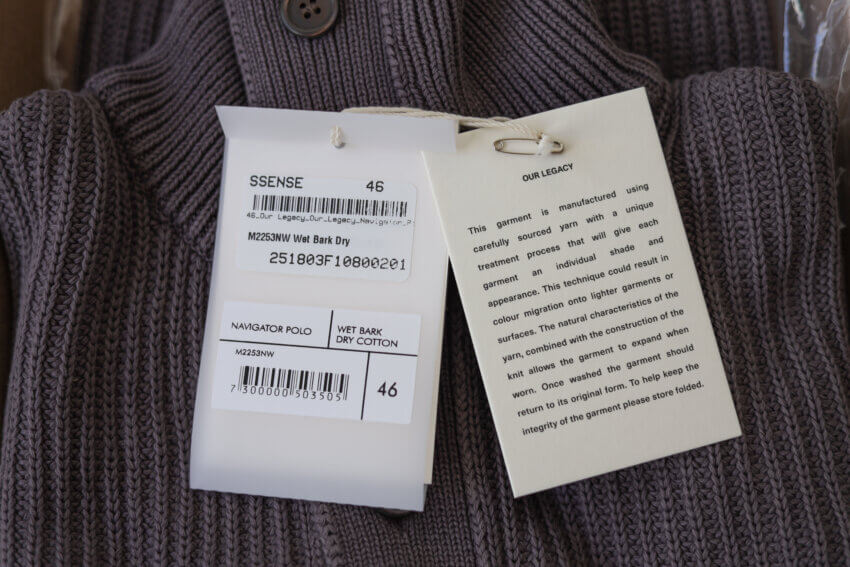 SSENSE 46
46_Our Legacy_Our_Legacy_Navigator_P
M2253NW Wet Bark Dry
251803F10800201
NAVIGATOR POLO
WET BARK
DRY COTTON
M2253NW
7 300000 503505
46
OUR LEGACY
This garment is manufactured using
carefully sourced yarn with a unique
treatment process that will give each
garment an individual shade and
appearance. This technique could result in
colour migration onto lighter garments or
surfaces. The natural characteristics of the
yarn, combined with the construction of the
knit allows the garment to expand when
worn. Once washed the garment should
return to its original form. To help keep the
integrity of the garment please store folded.